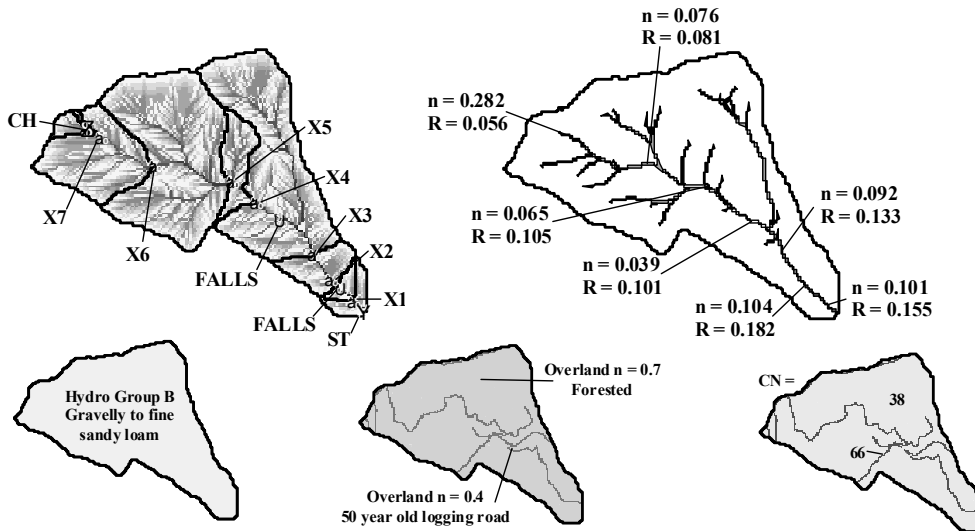 CH
X7
X6
FALLS
FALLS
X5
X4
X3
X2
X1
ST
n = 0.076
R = 0.081
n = 0.282
R = 0.056
n = 0.065
R = 0.105
n = 0.039
R = 0.101
n = 0.104
R = 0.182
n = 0.092
R = 0.133
n = 0.101
R = 0.155
Hydro Group B
Gravelly to fine
sandy loam
Overland n = 0.7
Forested
Overland n = 0.4
50 year old logging road
CN =
38
66